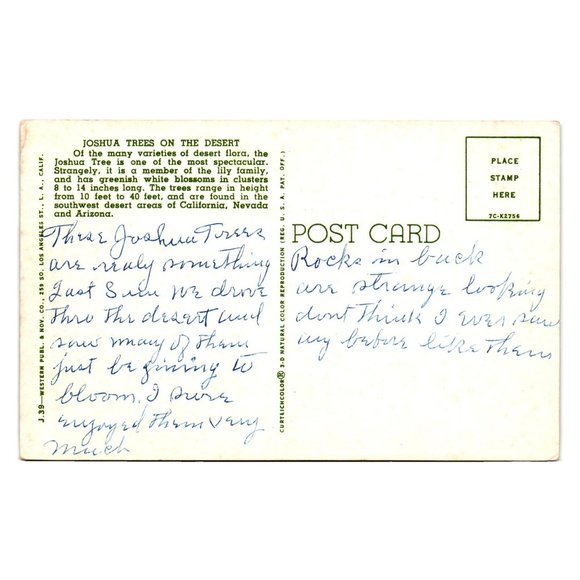 JOSHUA TREES ON THE DESERT
Of the many varieties of desert flora, the
Joshua Tree is one of the most spectacular.
Strangely, it is a member of the lily family,
and has greenish white blossoms in clusters
8 to 14 inches long. The trees range in height
from 10 feet to 40 feet, and are found in the
southwest desert areas of California, Nevada
and Arizona.
These Joshua Trees
are realy something
Last Sun we drove
thro the desert and
saw many of them
just begining to
bloom. I sure
enjoyed them very
much
J.39—WESTERN PUBL. & NOV. CO., 259 SO. LOS ANGELES ST., L. A., CALIF.
CURTEICHCOLOR® 3-D NATURAL COLOR REPRODUCTION (REG. U. S. A. PAT. OFF.)
PLACE
STAMP
HERE
7C-K2756
POST CARD
Rocks in back
are strange looking
dont think I ever saw
any before like them